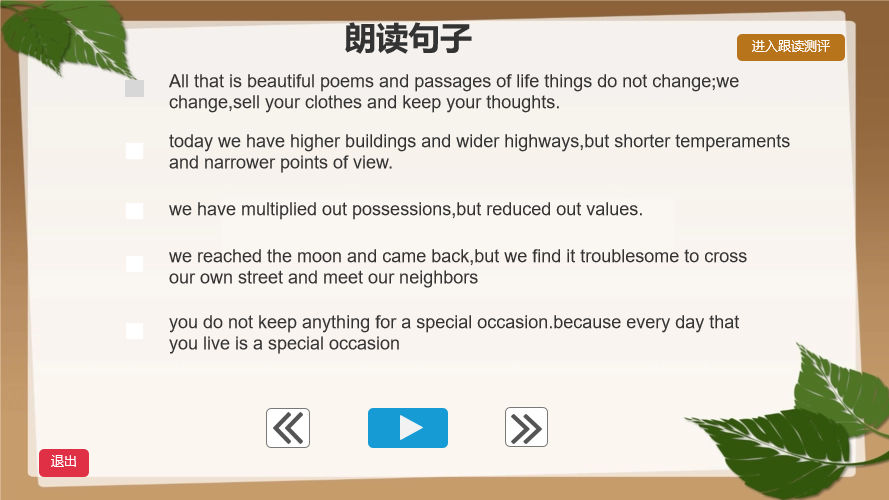 朗读句子
进入跟读测评
All that is beautiful poems and passages of life things do not change;we
change,sell your clothes and keep your thoughts.
today we have higher buildings and wider highways,but shorter temperaments
and narrower points of view.
we have multiplied out possessions,but reduced out values.
we reached the moon and came back,but we find it troublesome to cross
our own street and meet our neighbors
you do not keep anything for a special occasion.because every day that
you live is a special occasion
退出